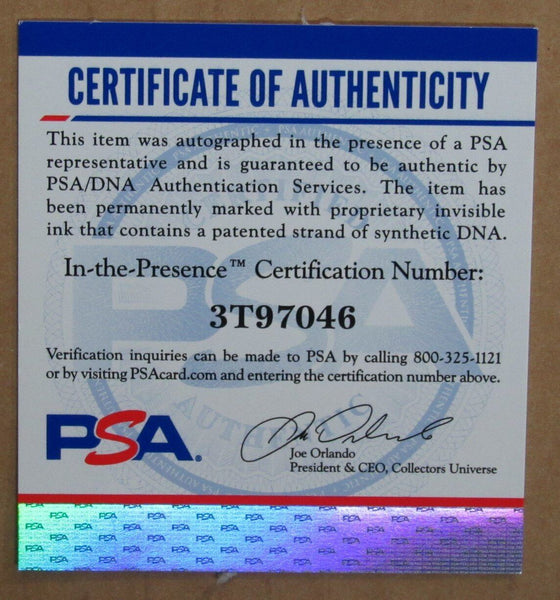 CERTIFICATE OF AUTHENTICITY
This item was autographed in the presence of a PSA
representative and is guaranteed to be authentic by
PSA/DNA Authentication Services. The item has
been permanently marked with proprietary invisible
ink that contains a patented strand of synthetic DNA.
In-the-Presence™ Certification Number:
3T97046
Verification inquiries can be made to PSA by calling 800-325-1121
or by visiting PSAcard.com and entering the certification number above.
PSA.
Joe Orlando
President & CEO, Collectors Universe